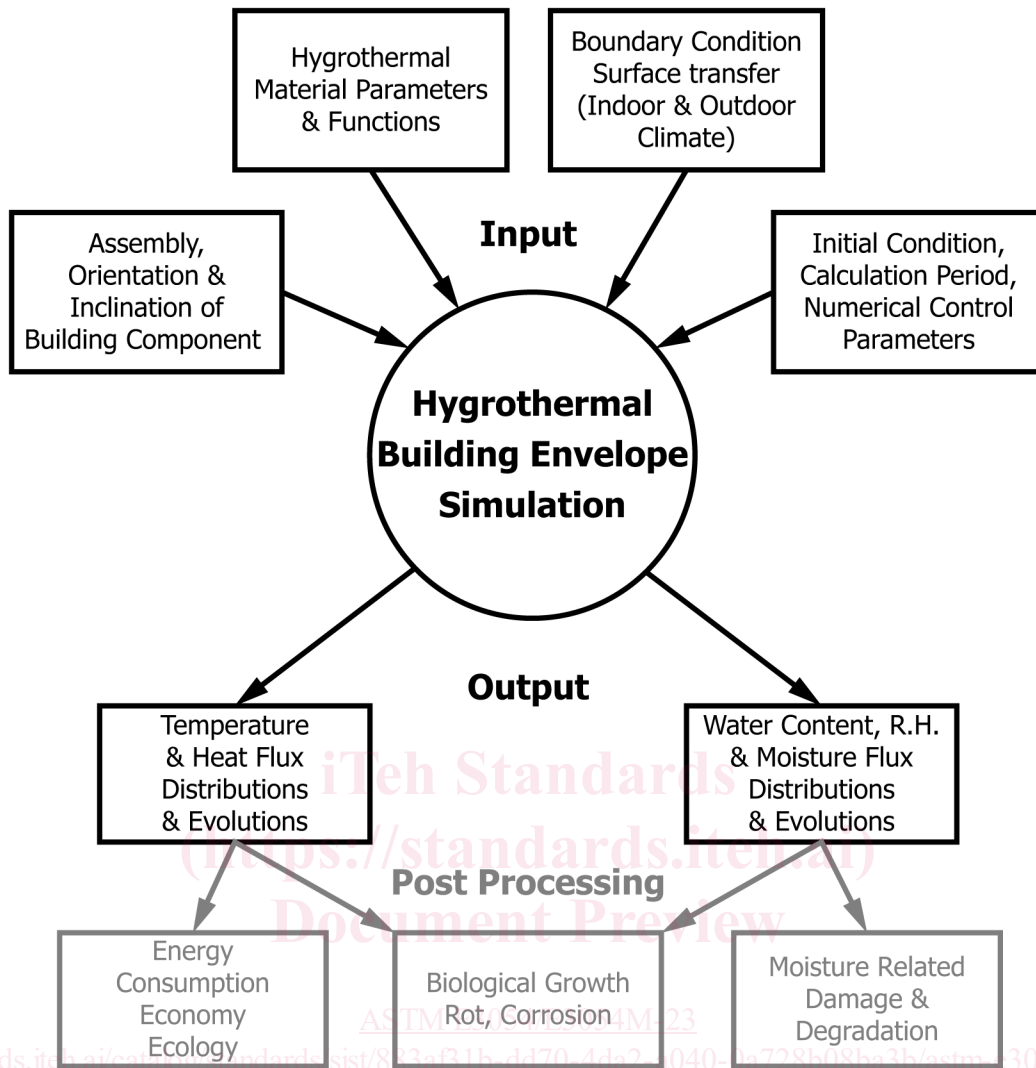 Hygrothermal
Material Parameters
& Functions
Boundary Condition
Surface transfer
(Indoor & Outdoor
Climate)
Assembly,
Orientation &
Inclination of
Building Component
Input
Initial Condition,
Calculation Period,
Numerical Control
Parameters
Hygrothermal
Building Envelope
Simulation
Output
Temperature
& Heat Flux
Distributions
& Evolutions
Water Content, R.H.
& Moisture Flux
Distributions
& Evolutions
iTeh Standards
(https://standards.iteh.ai)
Post Processing
Document Preview
Energy
Consumption
Economy
Ecology
Biological Growth
Rot, Corrosion
Moisture Related
Damage &
Degradation